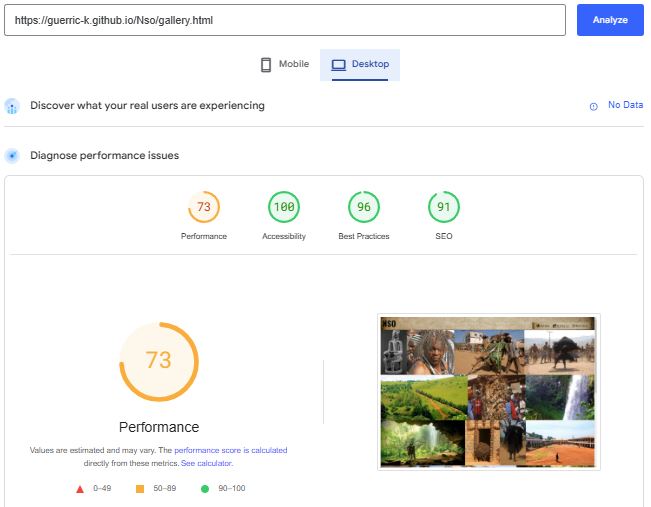 https://guerric-k.github.io/Nso/gallery.html
Analyze
Mobile
Desktop
Discover what your real users are experiencing
No Data
Diagnose performance issues
73
100
96
91
Performance
Accessibility
Best Practices
SEO
73
Performance
Values are estimated and may vary. The performance score is calculated
directly from these metrics. See calculator.
0–49
50–89
90–100
NSO